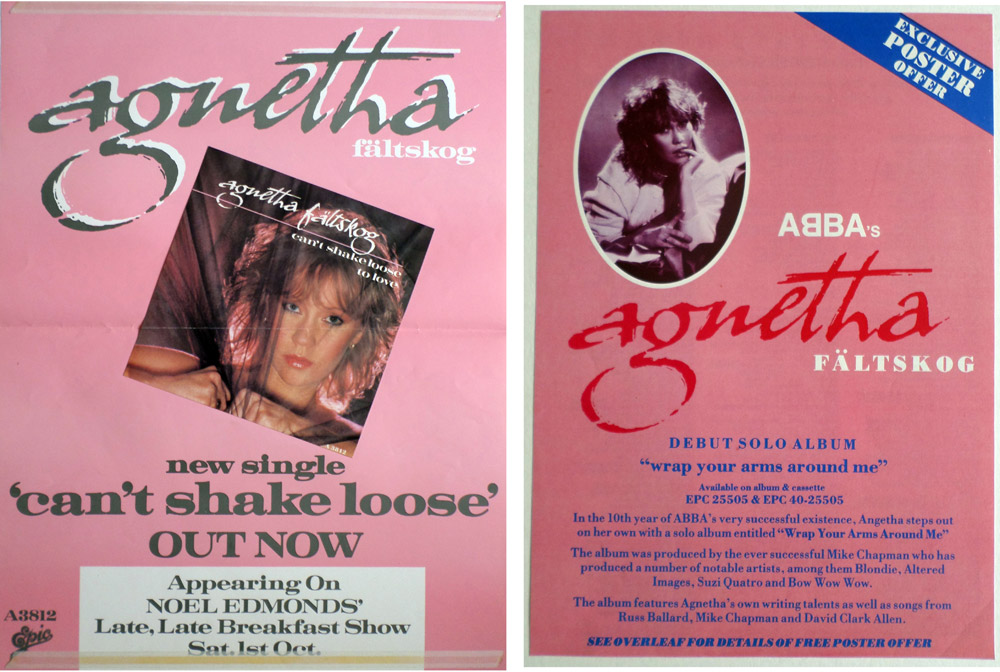 agnetha
fältskog
agnetha fältskog
can't shake loose
to love
new single
'can't shake loose'
OUT NOW
Appearing On
NOEL EDMONDS'
Late, Late Breakfast Show
Sat. 1st Oct.
A3812
Epic
EXCLUSIVE
POSTER
OFFER
ABBA's
agnetha
FÄLTSKOG
DEBUT SOLO ALBUM
“wrap your arms around me”
Available on album & cassette
EPC 25505 & EPC 40-25505
In the 10th year of ABBA's very successful existence, Angetha steps out
on her own with a solo album entitled “Wrap Your Arms Around Me”
The album was produced by the ever successful Mike Chapman who has
produced a number of notable artists, among them Blondie, Altered
Images, Suzi Quatro and Bow Wow Wow.
The album features Agnetha's own writing talents as well as songs from
Russ Ballard, Mike Chapman and David Clark Allen.
SEE OVERLEAF FOR DETAILS OF FREE POSTER OFFER